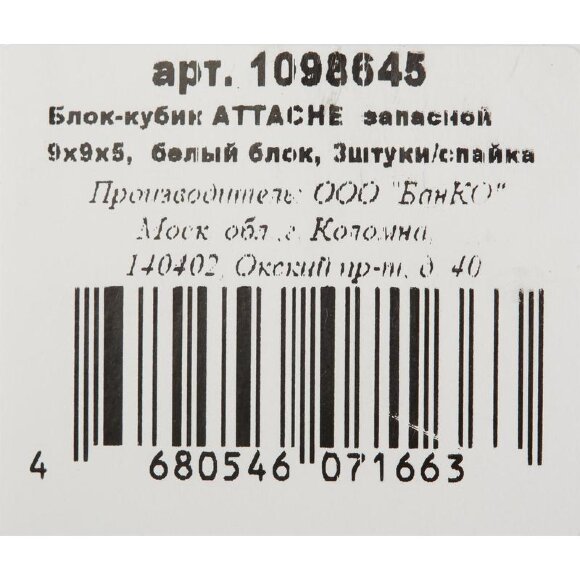 арт. 1098645
Блок-кубик ATTACHE запасной
9х9х5, белый блок, 3штуки/спайка
Производитель: ООО "БанКО"
Моск. обл.,г. Коломна,
140402, Окский пр-т, д. 40
4 680546 071663